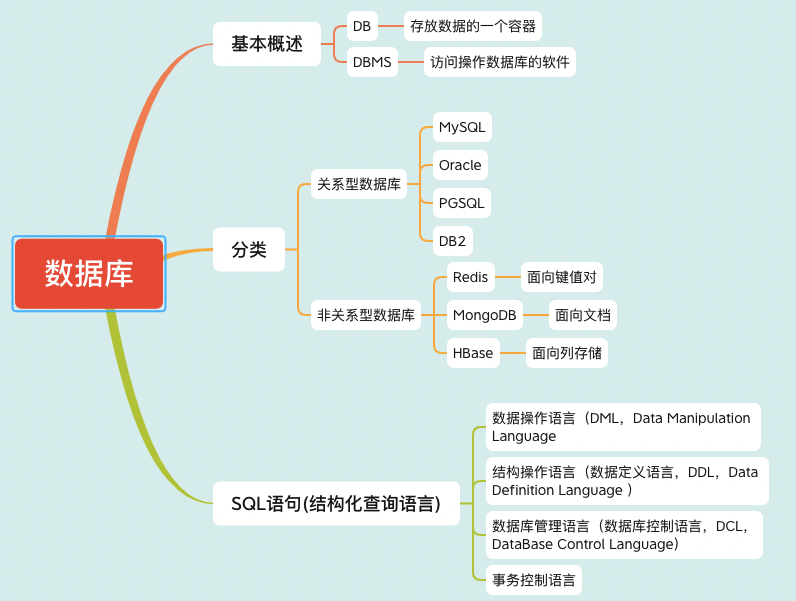 数据库
基本概述
DB
存放数据的一个容器
DBMS
访问操作数据库的软件
分类
关系型数据库
MySQL
Oracle
PGSQL
DB2
非关系型数据库
Redis
面向键值对
MongoDB
面向文档
HBase
面向列存储
SQL语句(结构化查询语言)
数据操作语言（DML，Data Manipulation
Language
结构操作语言（数据定义语言，DDL，Data
Definition Language ）
数据库管理语言（数据库控制语言，DCL，
DataBase Control Language）
事务控制语言